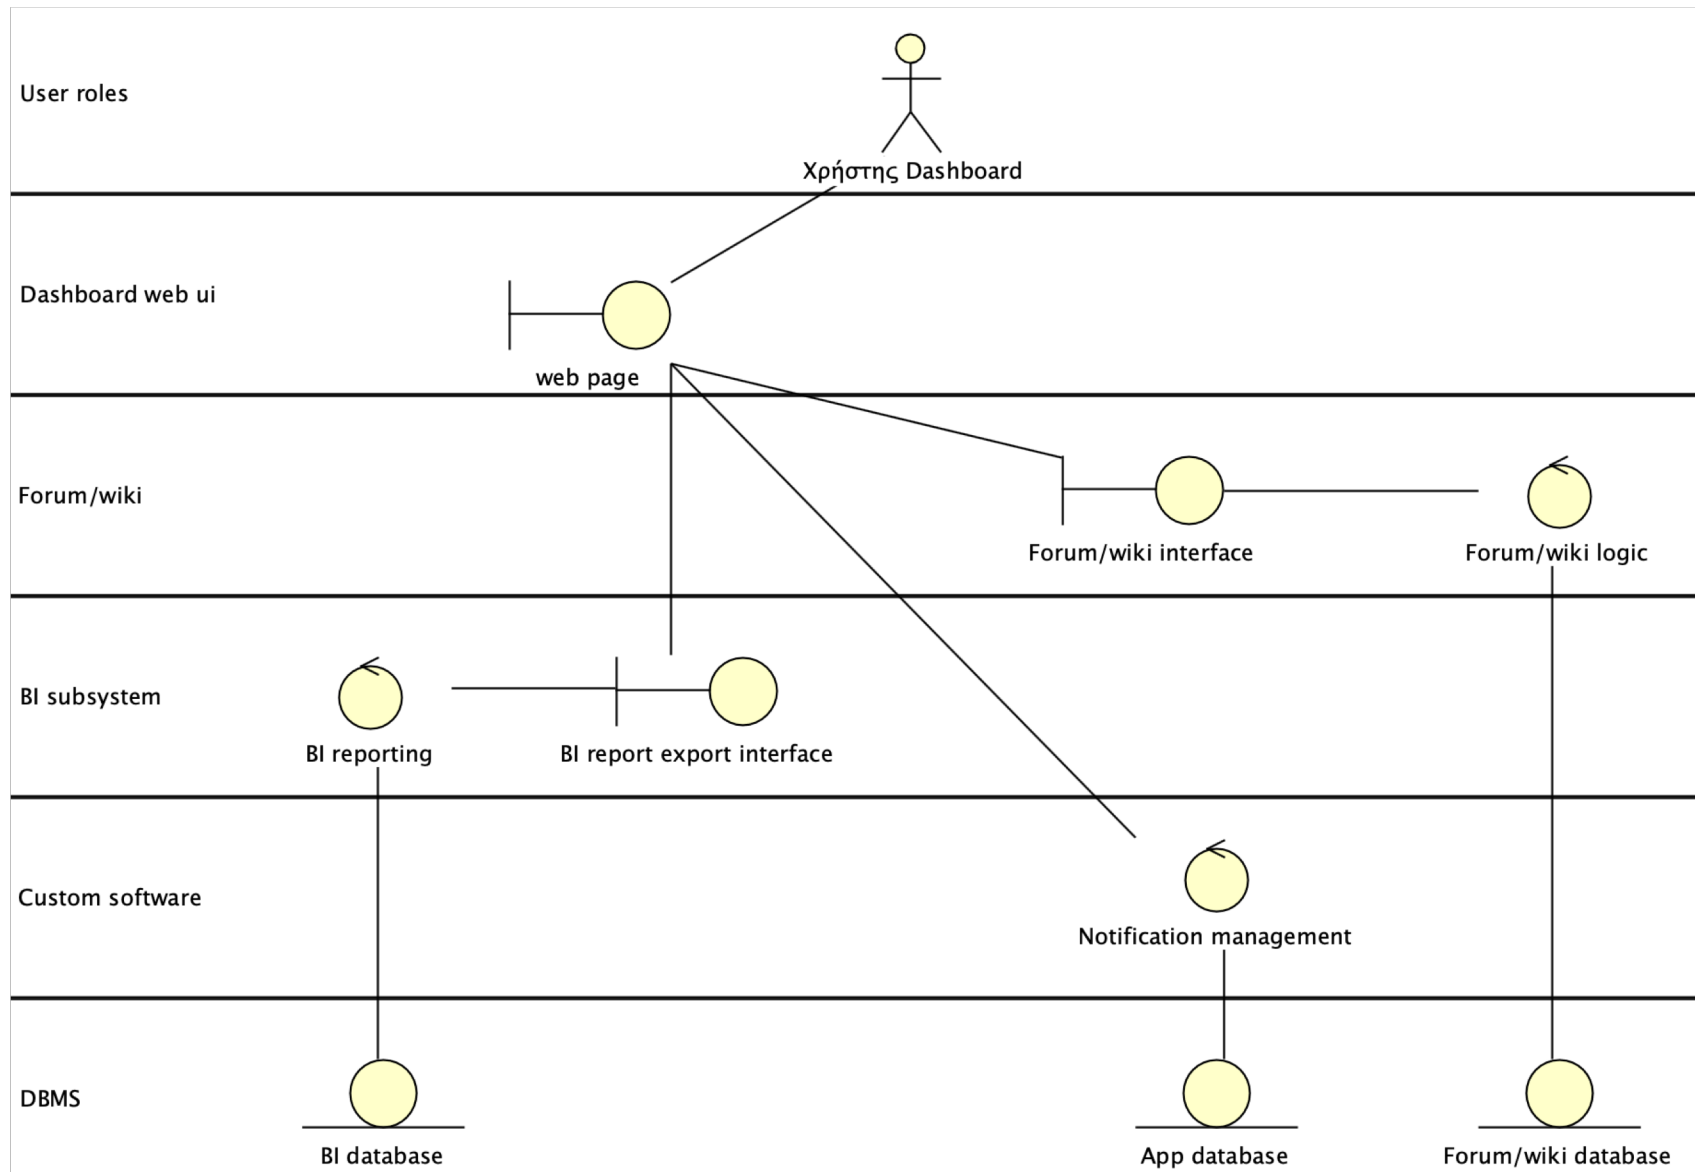 User roles
Χρήστης Dashboard
Dashboard web ui
web page
Forum/wiki
Forum/wiki interface
Forum/wiki logic
BI subsystem
BI reporting
BI report export interface
Custom software
Notification management
DBMS
BI database
App database
Forum/wiki database